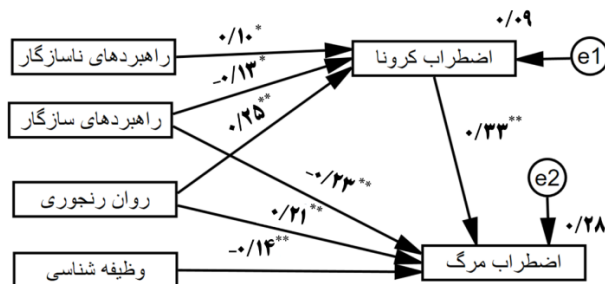 ۰/۰۹
راهبردهای ناسازگار
۰/۱۰*
اضطراب کرونا
e1
-۰/۱۳*
راهبردهای سازگار
۰/۲۵**
۰/۳۳**
-۰/۲۳**
e2
روان رنجوری
۰/۲۱**
۰/۲۸
-۰/۱۴**
وظیفه شناسی
اضطراب مرگ